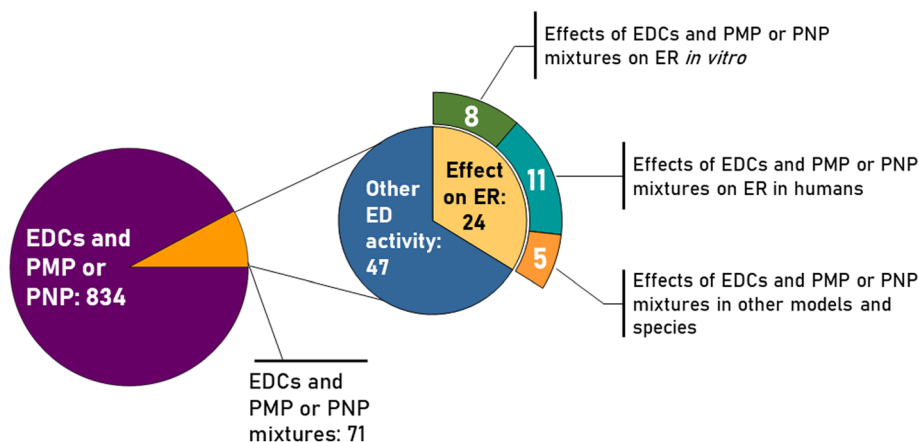 Effects of EDCs and PMP or PNP
mixtures on ER in vitro
8
Other
ED
activity:
47
Effect
on ER:
24
11
Effects of EDCs and PMP or PNP
mixtures on ER in humans
5
Effects of EDCs and PMP or PNP
mixtures in other models and
species
EDCs and
PMP or
PNP: 834
EDCs and
PMP or PNP
mixtures: 71